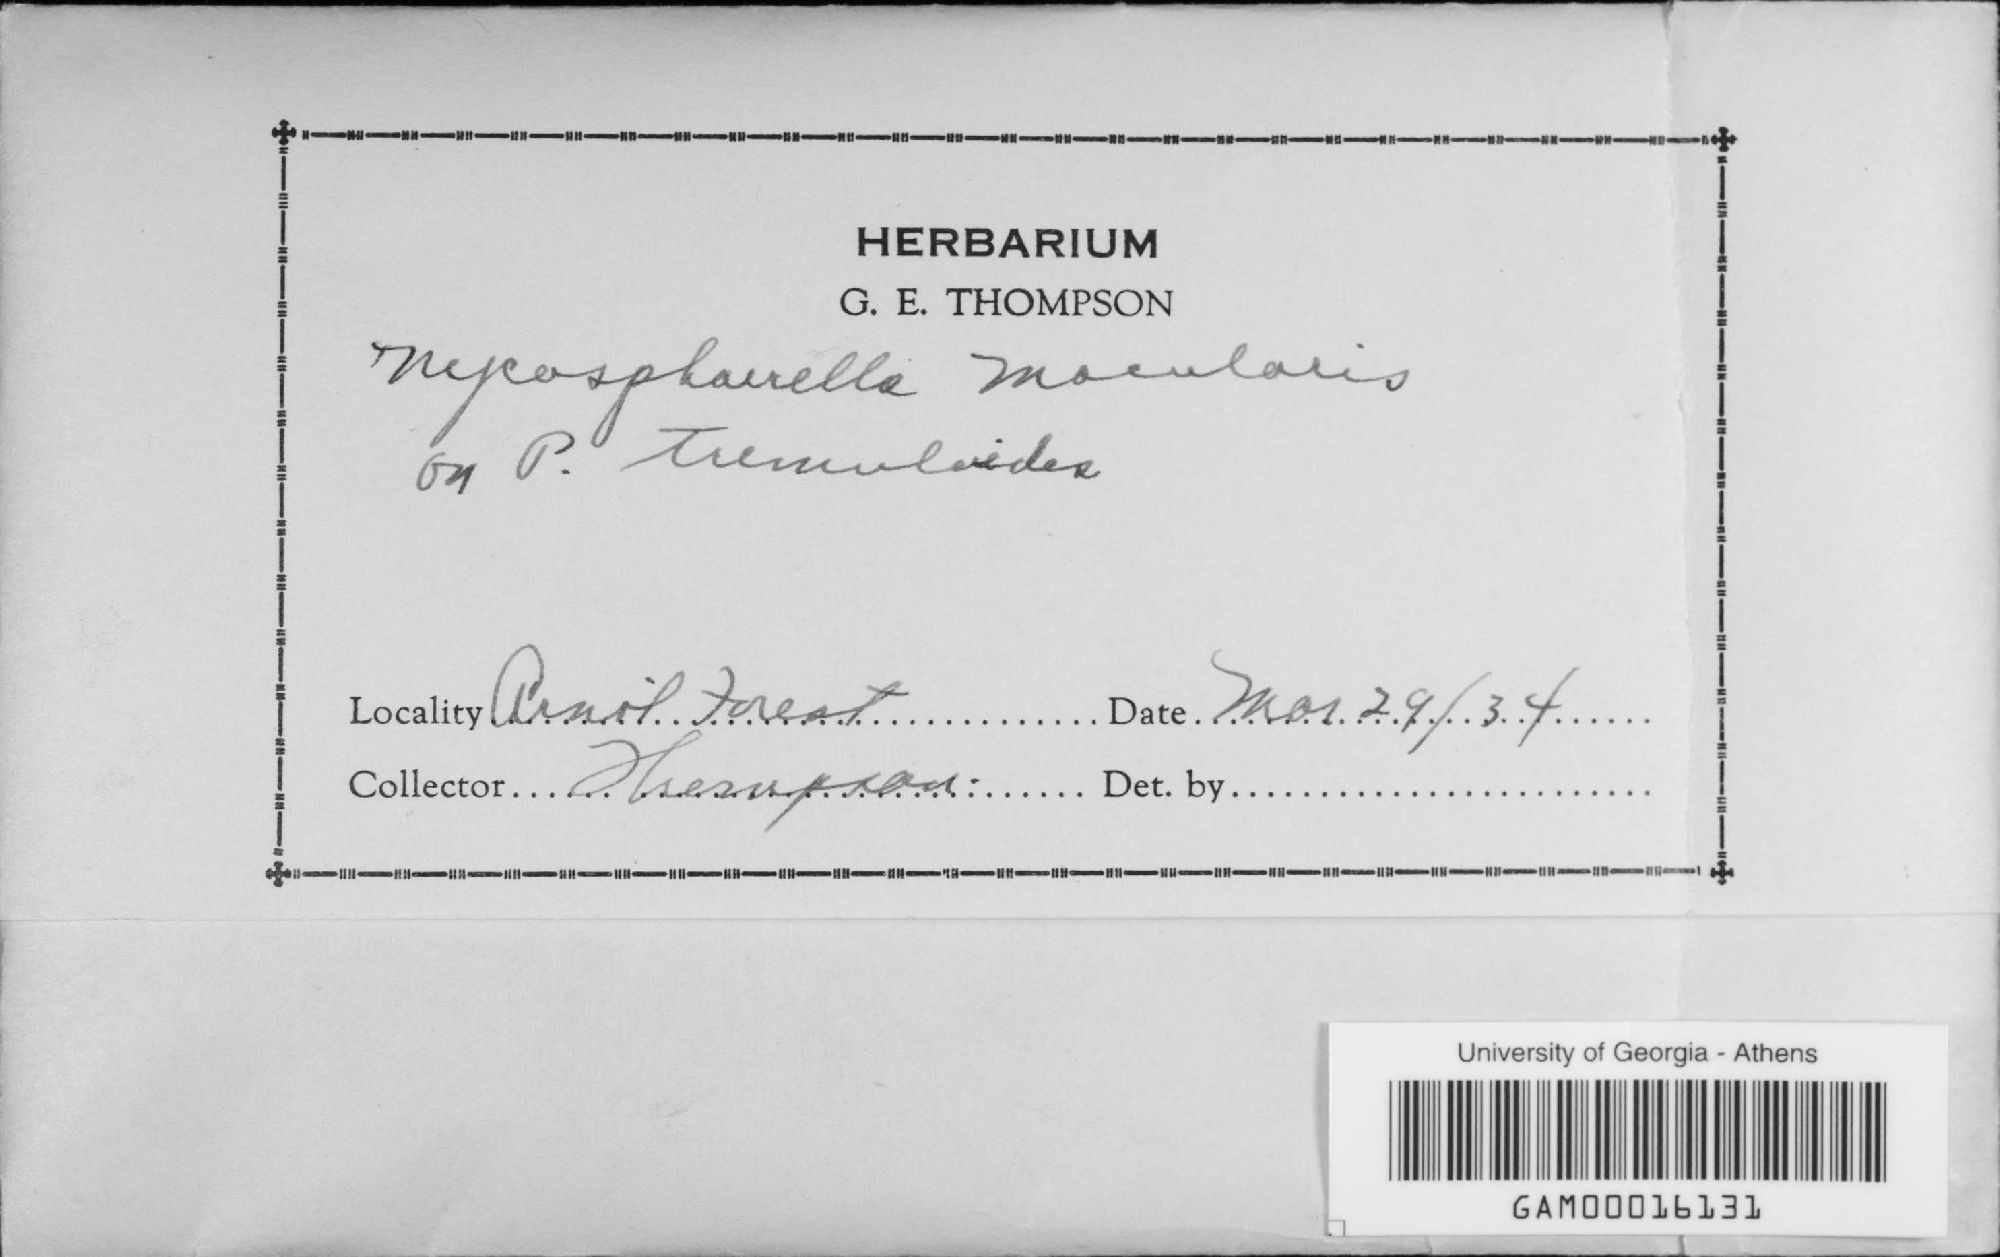 HERBARIUM
G. E. THOMPSON
Mycosphaerella macularis
on P. tremuloides
Locality Arnot Forest Date Mar 29/34
Collector Thompson Det. by
University of Georgia - Athens
GAM00016131